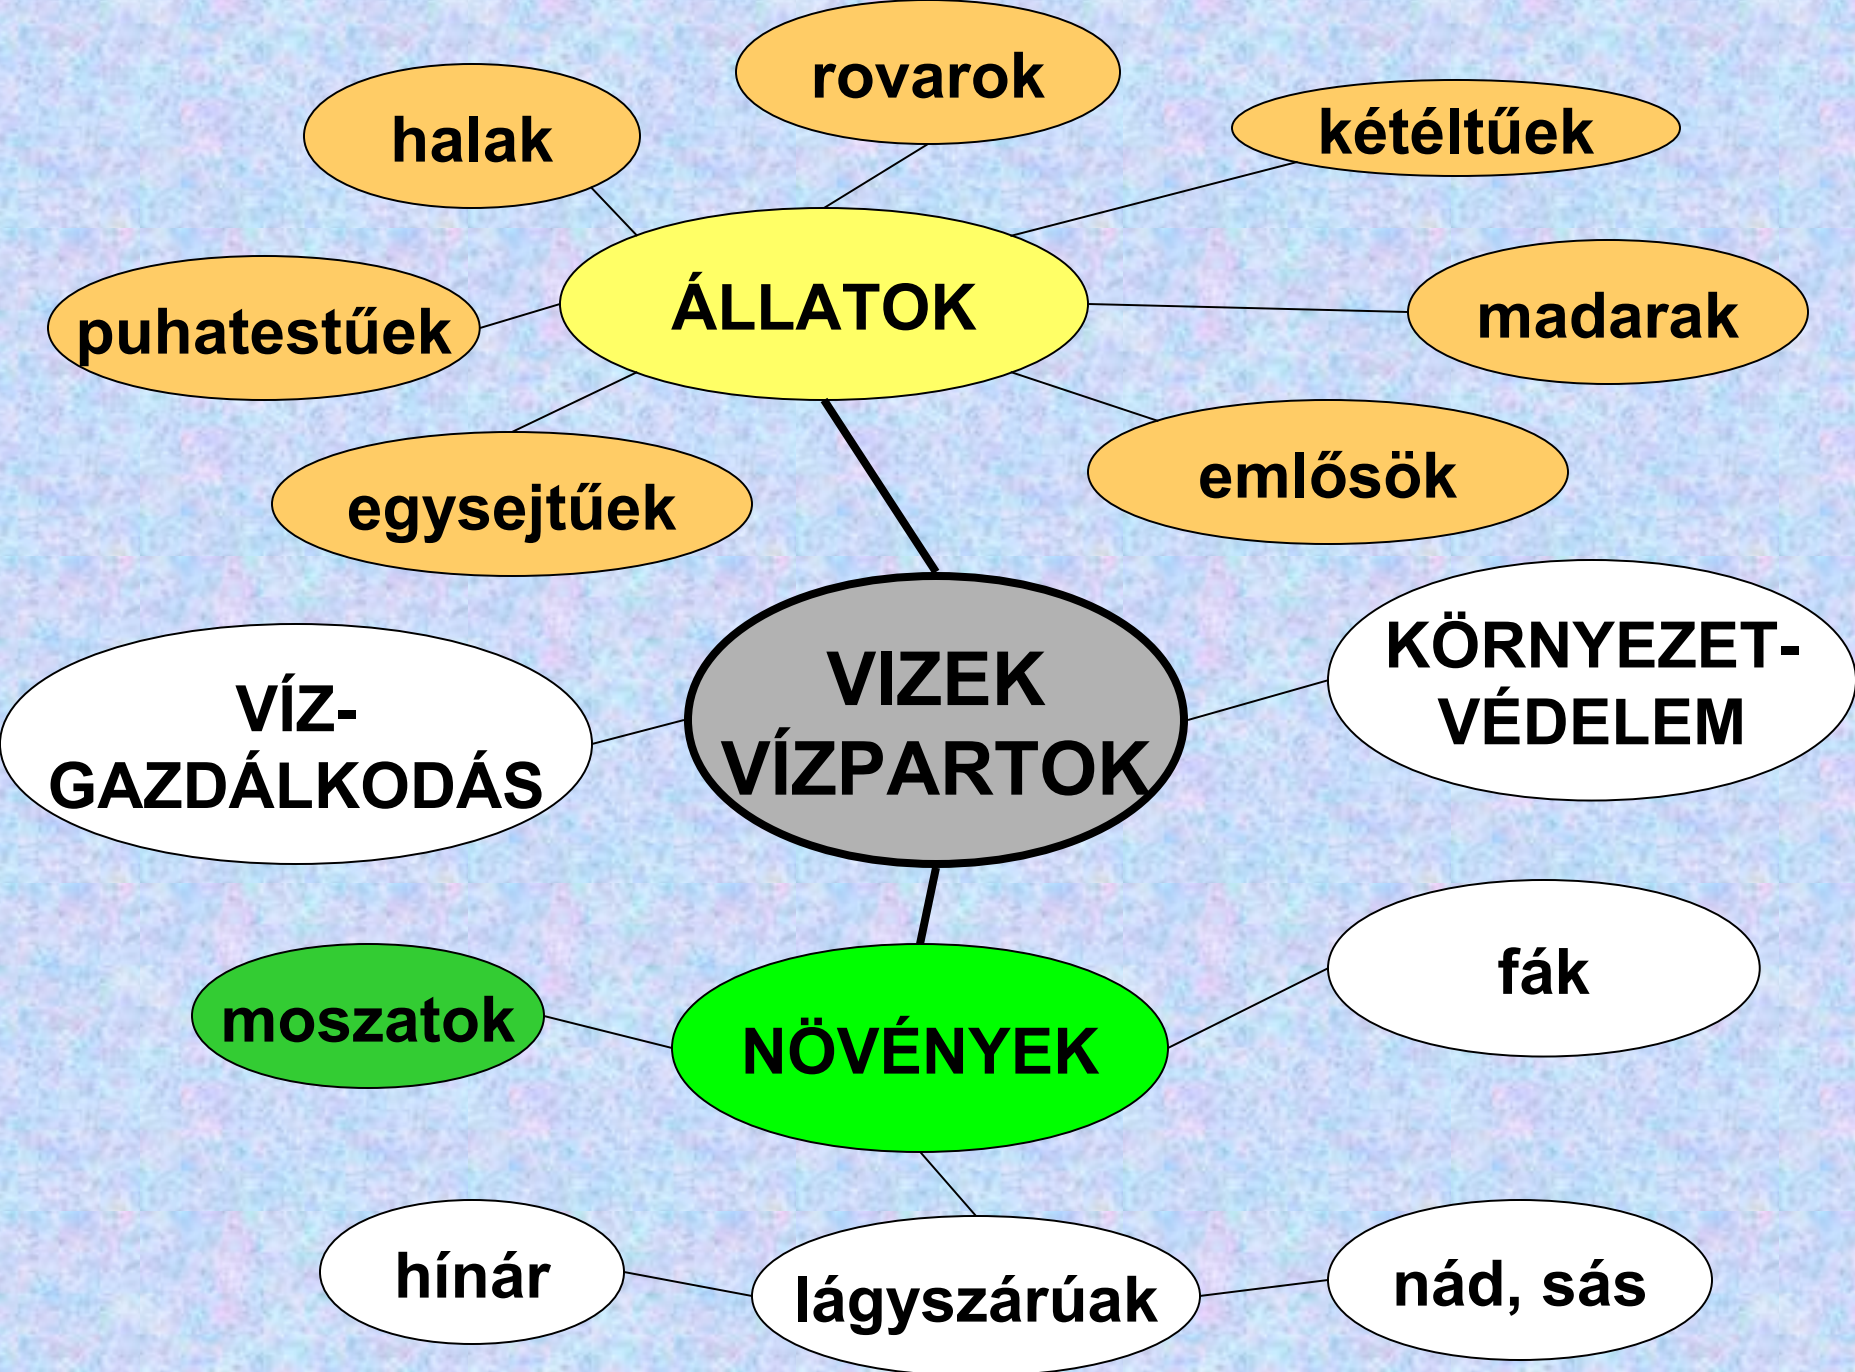 rovarok
halak
kétéltűek
ÁLLATOK
madarak
puhatestűek
emlősök
egysejtűek
VIZEK
VÍZPARTOK
KÖRNYEZET-
VÉDELEM
VÍZ-
GAZDÁLKODÁS
fák
moszatok
NÖVÉNYEK
hínár
lágyszárúak
nád, sás